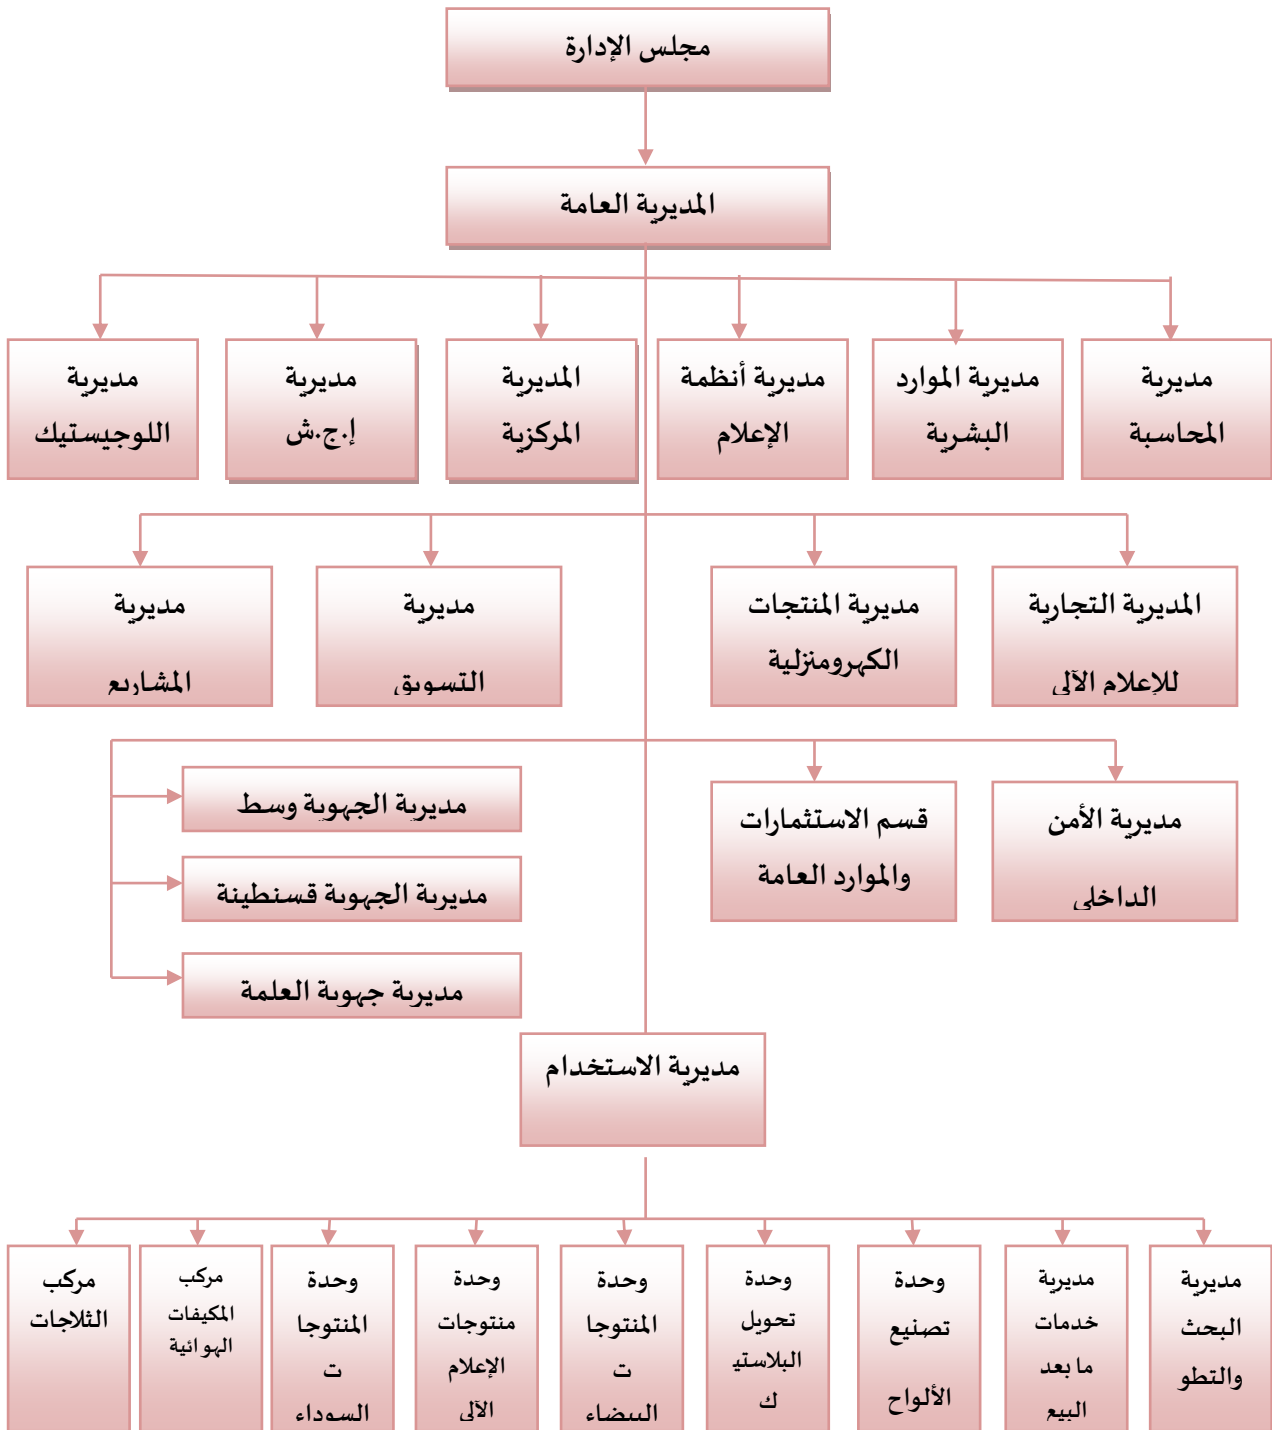 مجلس الإدارة
المديرية العامة
مديرية
المحاسبة
مديرية الموارد
البشرية
مديرية أنظمة
الإعلام
المديرية
المركزية
مديرية
إ.ج.ش
مديرية
اللوجيستيك
المديرية التجارية
للإعلام الآلي
مديرية المنتجات
الكهرومنزلية
مديرية
التسويق
مديرية
المشاريع
مديرية الأمن
الداخلي
قسم الاستثمارات
والموارد العامة
مديرية الجهوية وسط
مديرية الجهوية قسنطينة
مديرية جهوية العلمة
مديرية الاستخدام
مديرية
البحث
والتطو
مديرية
خدمات
ما بعد
البيع
وحدة
تصنيع
الألواح
وحدة
تحويل
البلاستي
ك
وحدة
المنتوجا
ت
البيضاء
وحدة
منتوجات
الإعلام
الآلي
وحدة
المنتوجا
ت
السوداء
مركب
المكيفات
الهوائية
مركب
الثلاجات